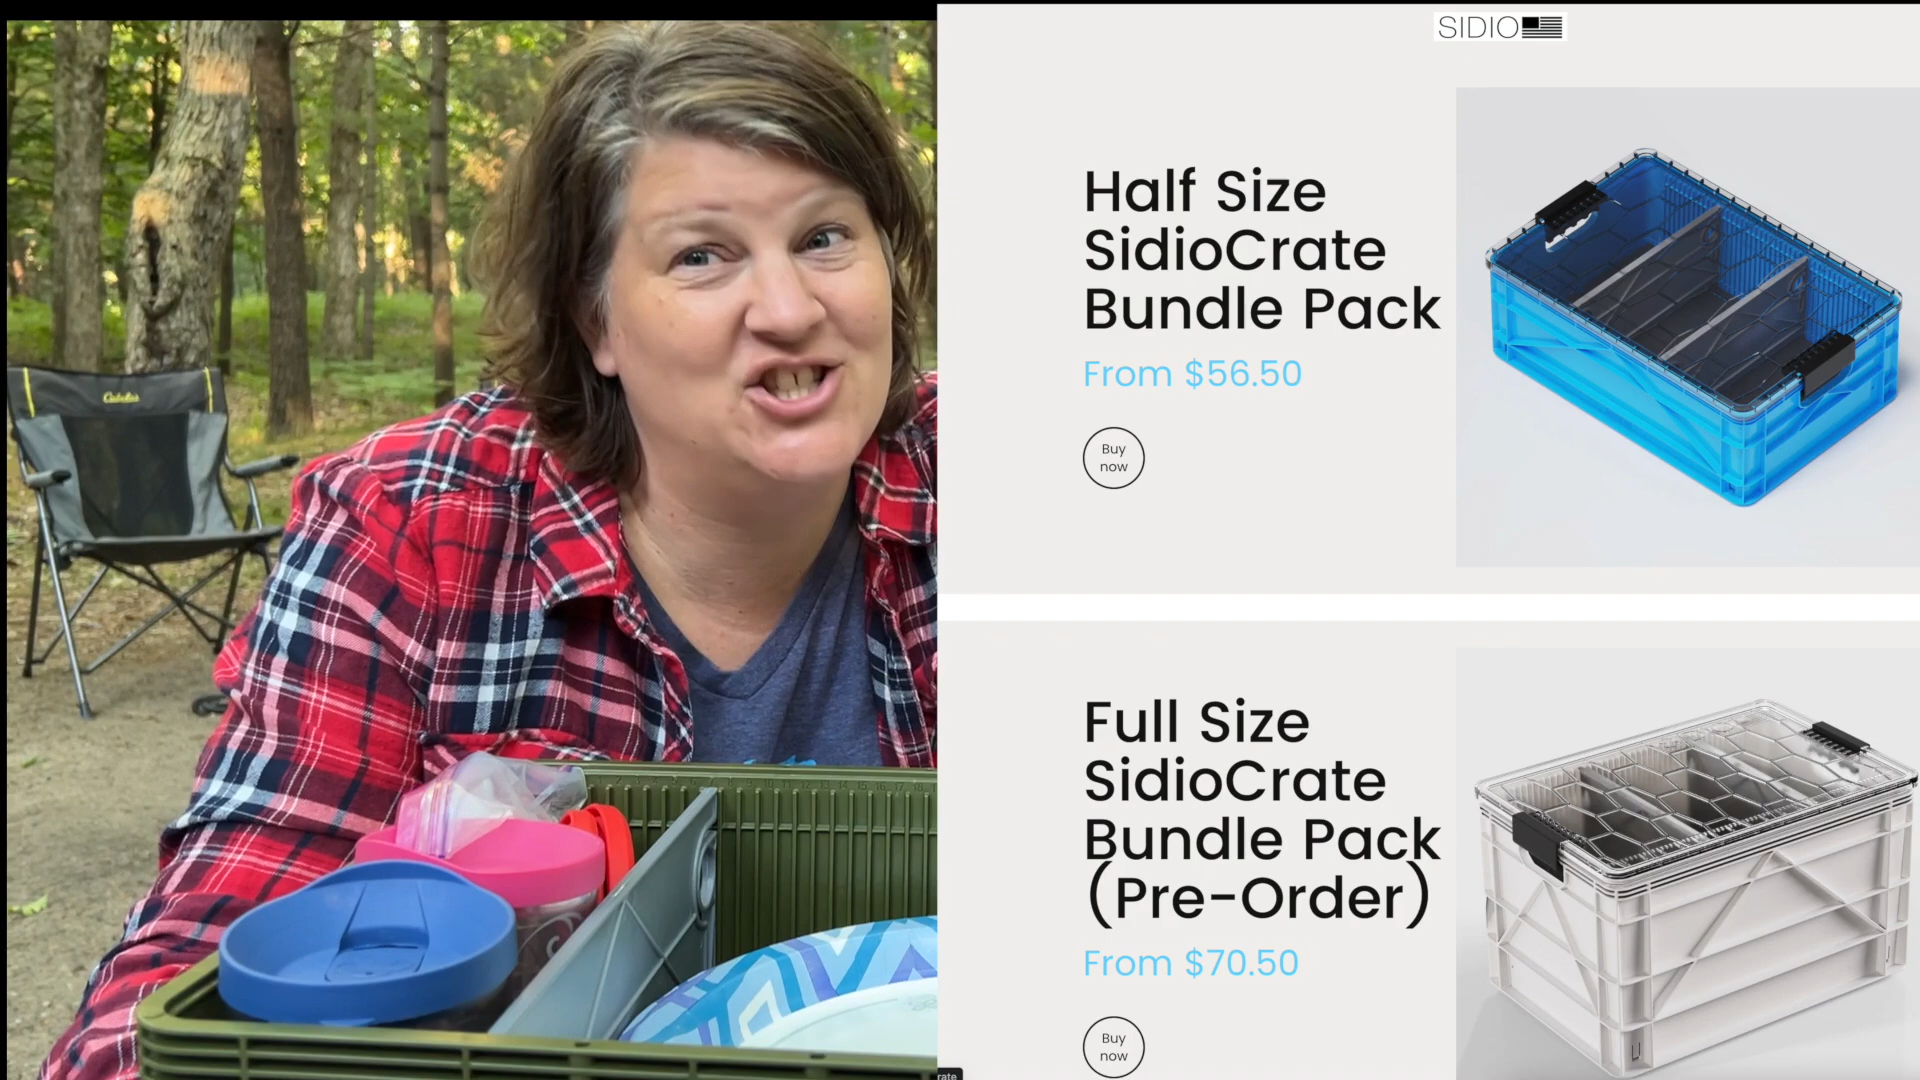 Cabela's
SIDIO
Half Size
SidioCrate
Bundle Pack
From $56.50
Buy
now
Full Size
SidioCrate
Bundle Pack
(Pre-Order)
From $70.50
Buy
now